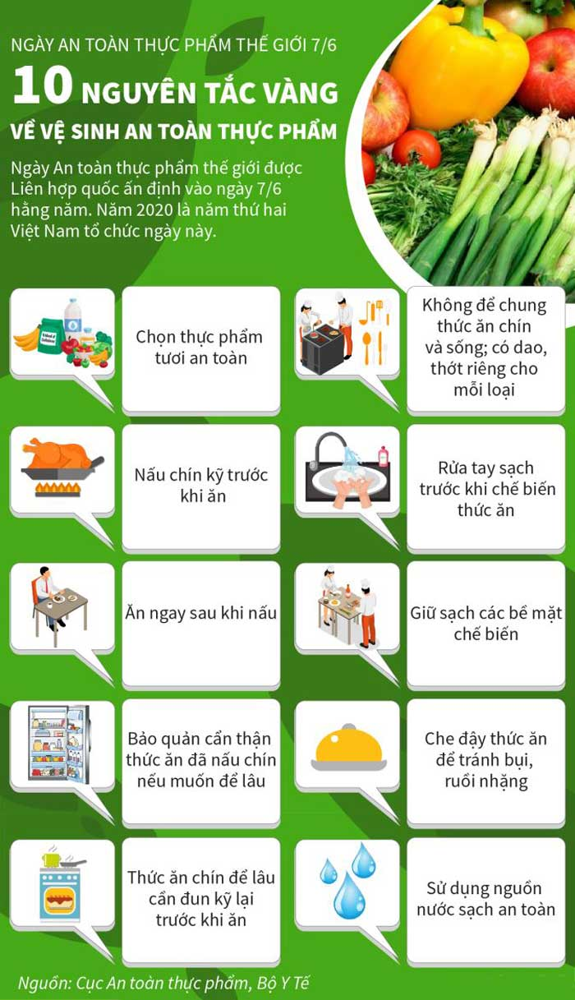 NGÀY AN TOÀN THỰC PHẨM THẾ GIỚI 7/6
10 NGUYÊN TẮC VÀNG
VỀ VỆ SINH AN TOÀN THỰC PHẨM
Ngày An toàn thực phẩm thế giới được
Liên hợp quốc ấn định vào ngày 7/6
hằng năm. Năm 2020 là năm thứ hai
Việt Nam tổ chức ngày này.
Chọn thực phẩm
tươi an toàn
Không để chung
thức ăn chín
và sống; có dao,
thớt riêng cho
mỗi loại
Nấu chín kỹ trước
khi ăn
Rửa tay sạch
trước khi chế biến
thức ăn
Ăn ngay sau khi nấu
Giữ sạch các bề mặt
chế biến
Bảo quản cẩn thận
thức ăn đã nấu chín
nếu muốn để lâu
Che đậy thức ăn
để tránh bụi,
ruồi nhặng
Thức ăn chín để lâu
cần đun kỹ lại
trước khi ăn
Sử dụng nguồn
nước sạch an toàn
Nguồn: Cục An toàn thực phẩm, Bộ Y Tế